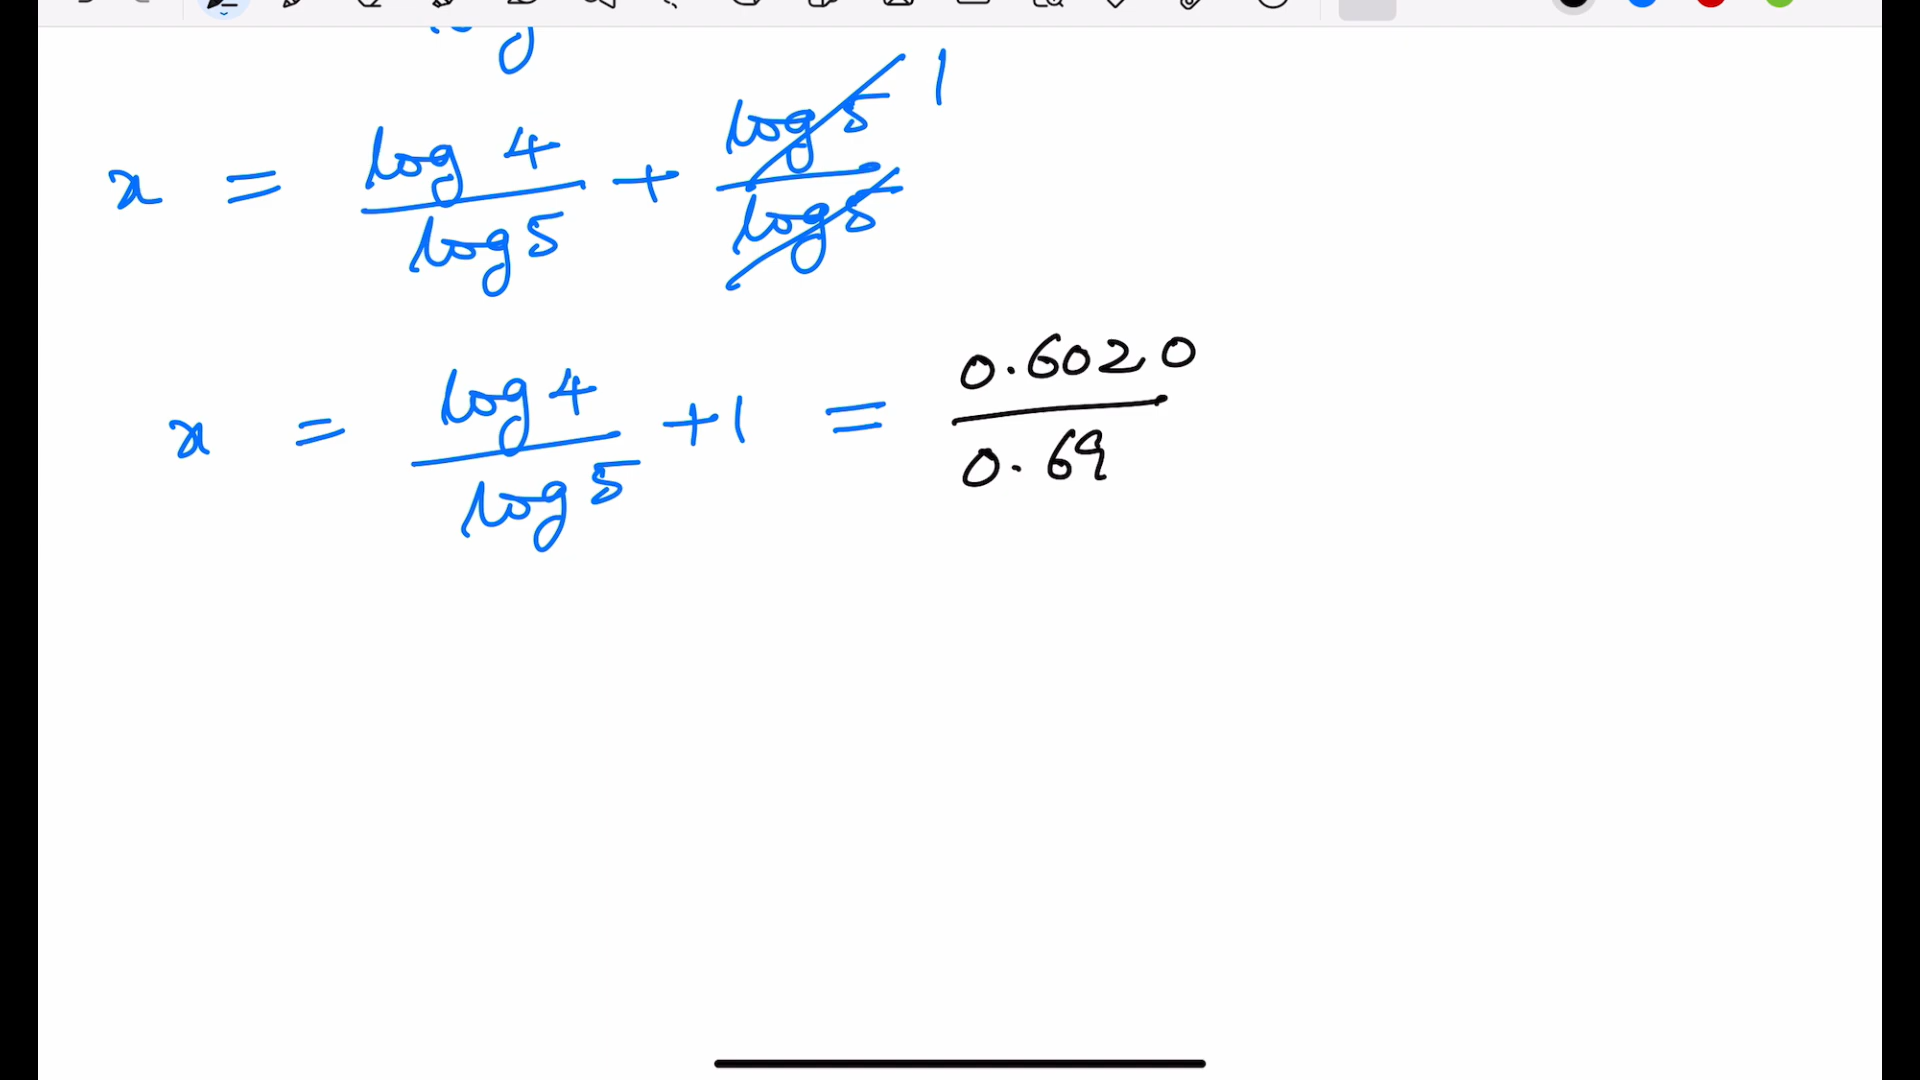 x = log 4 / log 5 + log 5 / log 5 1
x = log 4 / log 5 + 1 = 0.6020 / 0.69